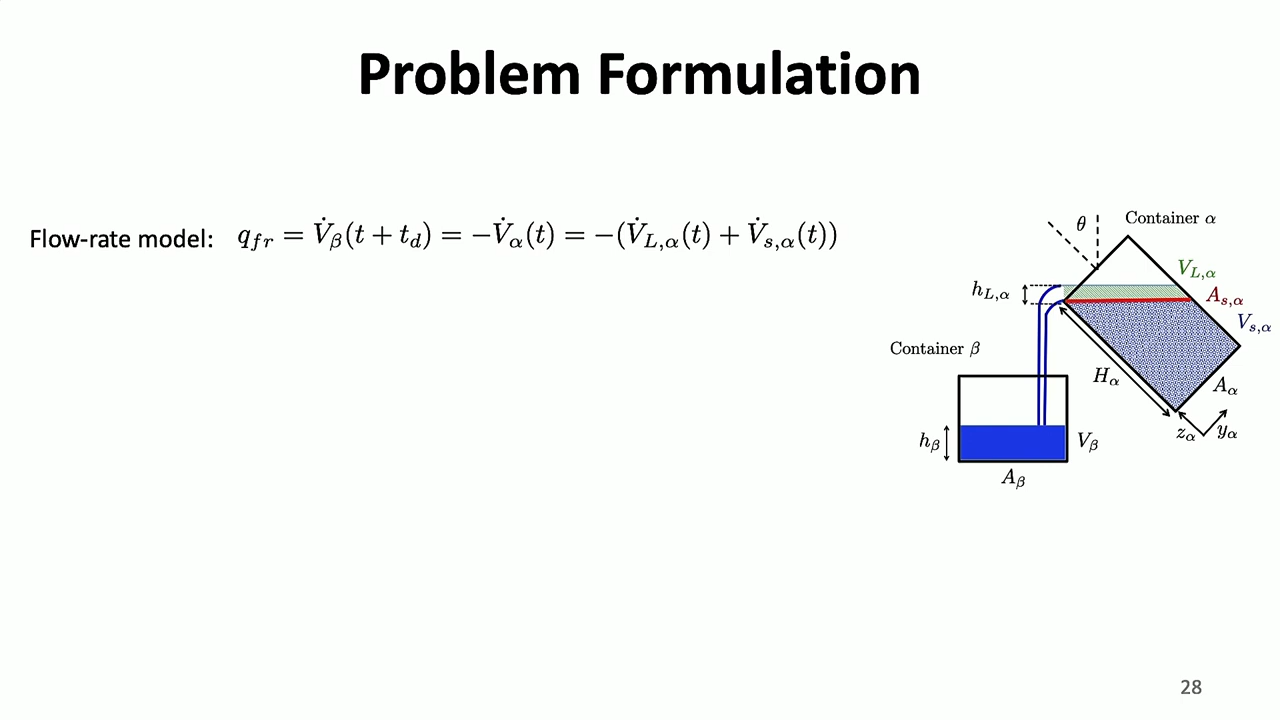 Problem Formulation
Flow-rate model: $q_{fr} = \dot{V}_{\beta}(t + t_d) = -\dot{V}_{\alpha}(t) = -(\dot{V}_{L,\alpha}(t) + \dot{V}_{s,\alpha}(t))$
θ
Container α
$V_{L,\alpha}$
$h_{L,\alpha}$
$A_{s,\alpha}$
$V_{s,\alpha}$
Container β
$H_{\alpha}$
$A_{\alpha}$
$z_{\alpha}$
$y_{\alpha}$
$h_{\beta}$
$V_{\beta}$
$A_{\beta}$
28